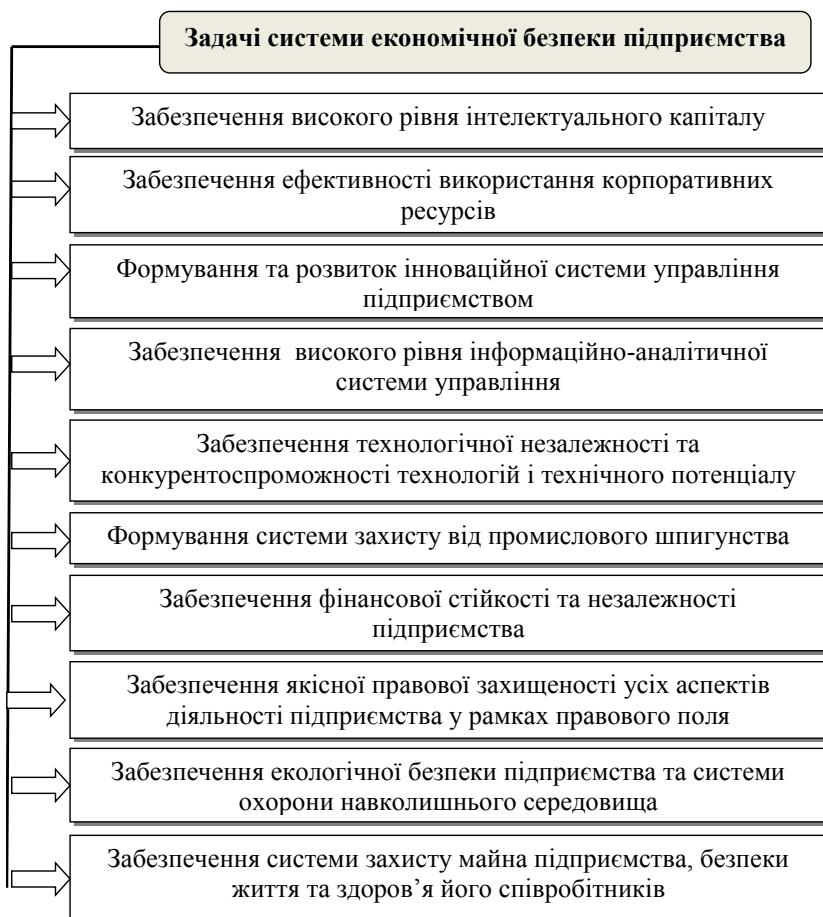 Задачі системи економічної безпеки підприємства
Забезпечення високого рівня інтелектуального капіталу
Забезпечення ефективності використання корпоративних
ресурсів
Формування та розвиток інноваційної системи управління
підприємством
Забезпечення високого рівня інформаційно-аналітичної
системи управління
Забезпечення технологічної незалежності та
конкурентоспроможності технологій і технічного потенціалу
Формування системи захисту від промислового шпигунства
Забезпечення фінансової стійкості та незалежності
підприємства
Забезпечення якісної правової захищеності усіх аспектів
діяльності підприємства у рамках правового поля
Забезпечення екологічної безпеки підприємства та системи
охорони навколишнього середовища
Забезпечення системи захисту майна підприємства, безпеки
життя та здоров’я його співробітників